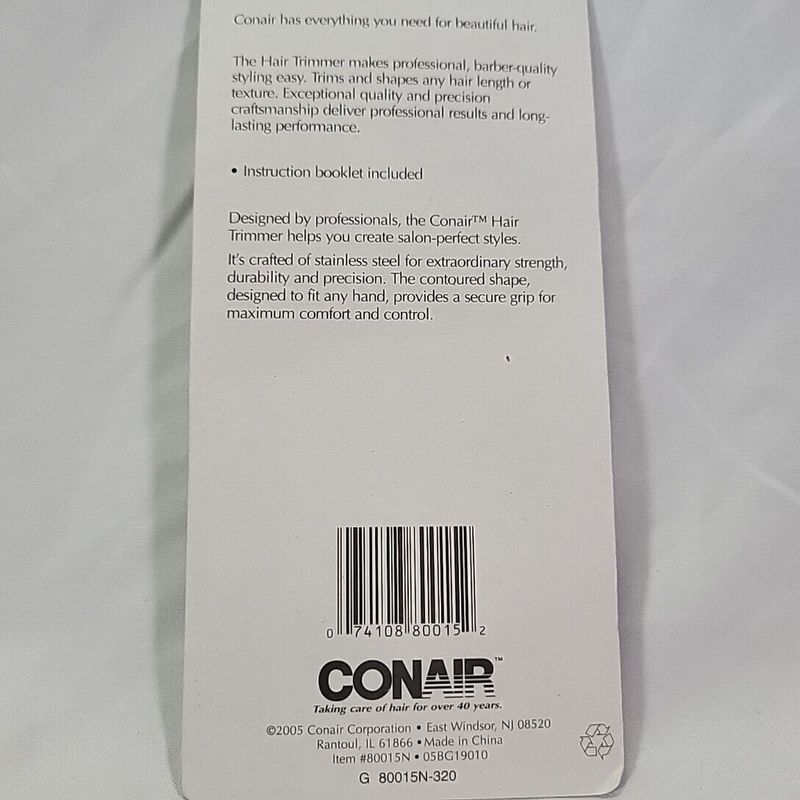 Conair has everything you need for beautiful hair.
The Hair Trimmer makes professional, barber-quality
styling easy. Trims and shapes any hair length or
texture. Exceptional quality and precision
craftsmanship deliver professional results and long-
lasting performance.
• Instruction booklet included
Designed by professionals, the Conair™ Hair
Trimmer helps you create salon-perfect styles.
It's crafted of stainless steel for extraordinary strength,
durability and precision. The contoured shape,
designed to fit any hand, provides a secure grip for
maximum comfort and control.
0 74108 80015 2
CONAIR™
Taking care of hair for over 40 years.
©2005 Conair Corporation • East Windsor, NJ 08520
Rantoul, IL 61866 • Made in China
Item #80015N • 05BG19010
G 80015N-320